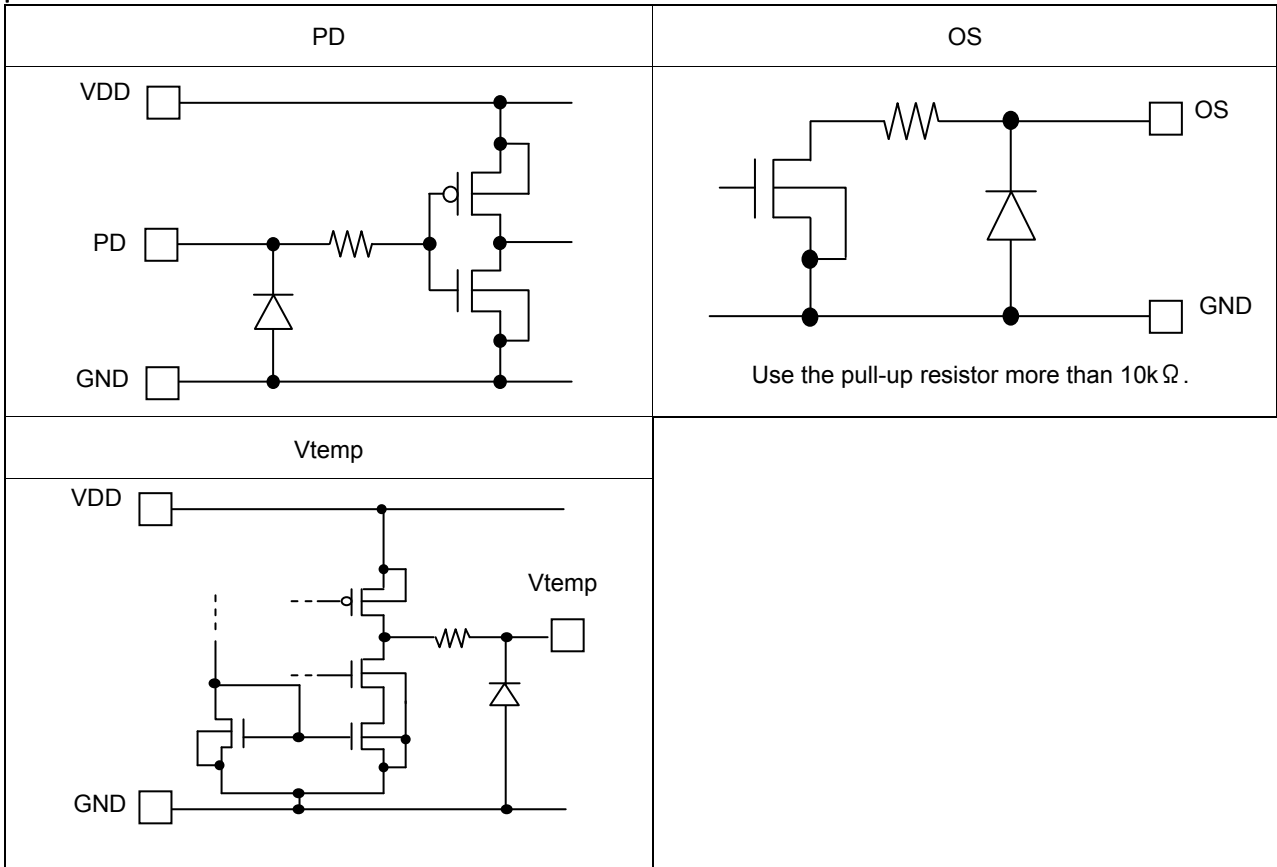 PD
OS
VDD
PD
GND
OS
GND
Use the pull-up resistor more than 10kΩ.
Vtemp
VDD
Vtemp
GND